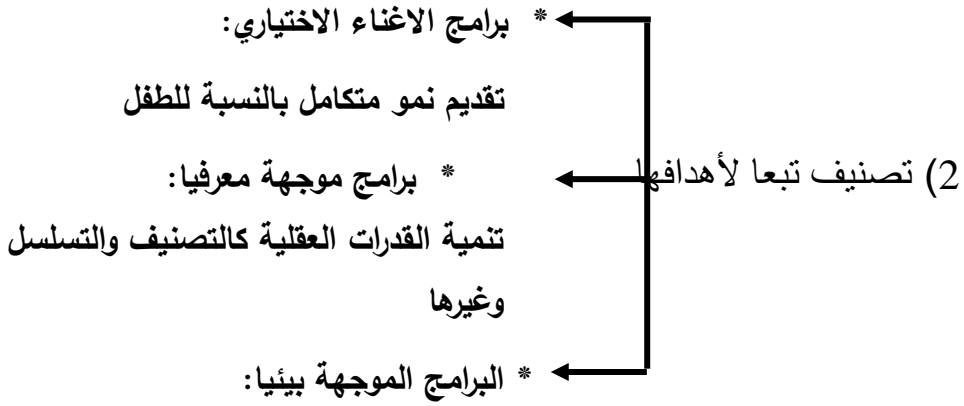 * برامج الاغناء الاختياري:
تقديم نمو متكامل بالنسبة للطفل
2) تصنيف تبعا لأهدافها
* برامج موجهة معرفيا:
تنمية القدرات العقلية كالتصنيف والتسلسل
وغيرها
* البرامج الموجهة بيئيا: